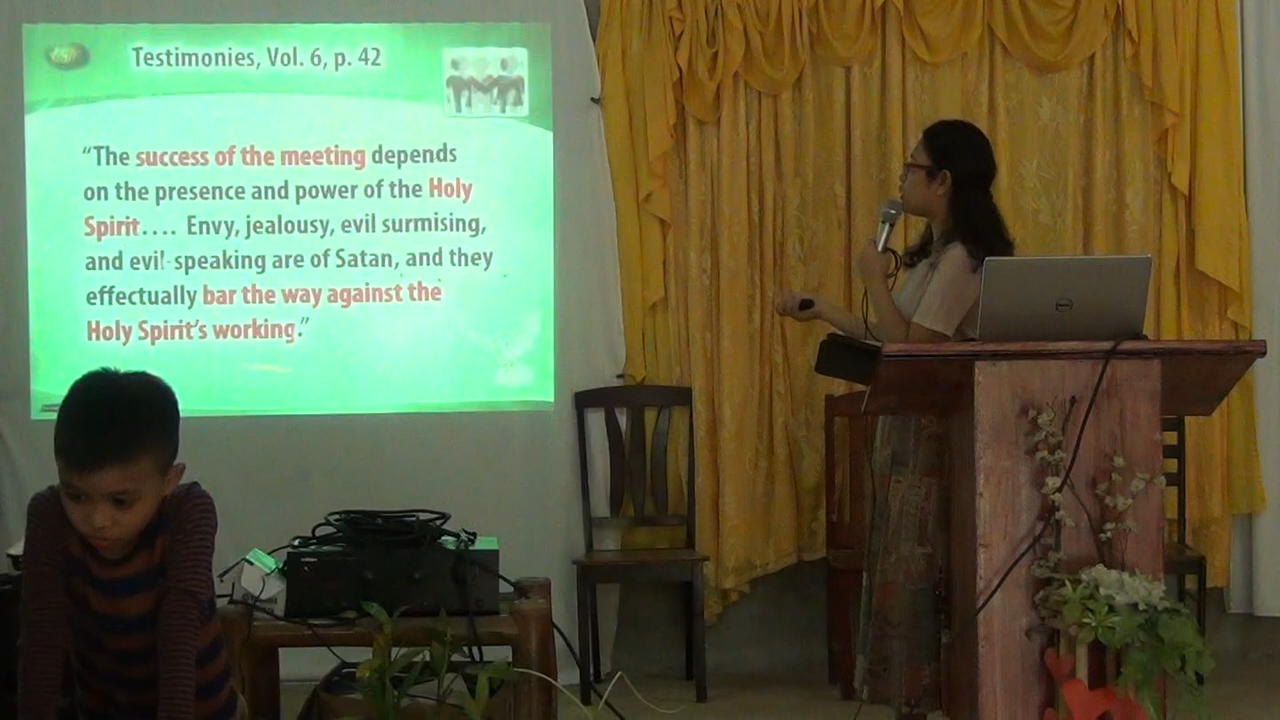 Testimonies, Vol. 6, p. 42
“The success of the meeting depends
on the presence and power of the Holy
Spirit.... Envy, jealousy, evil surmising,
and evil-speaking are of Satan, and they
effectually bar the way against the
Holy Spirit’s working.”
DELL